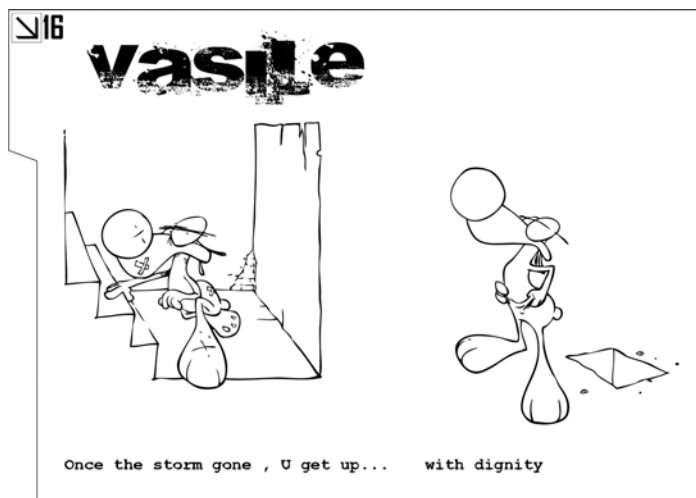 16
vasile
Once the storm gone , U get up... with dignity